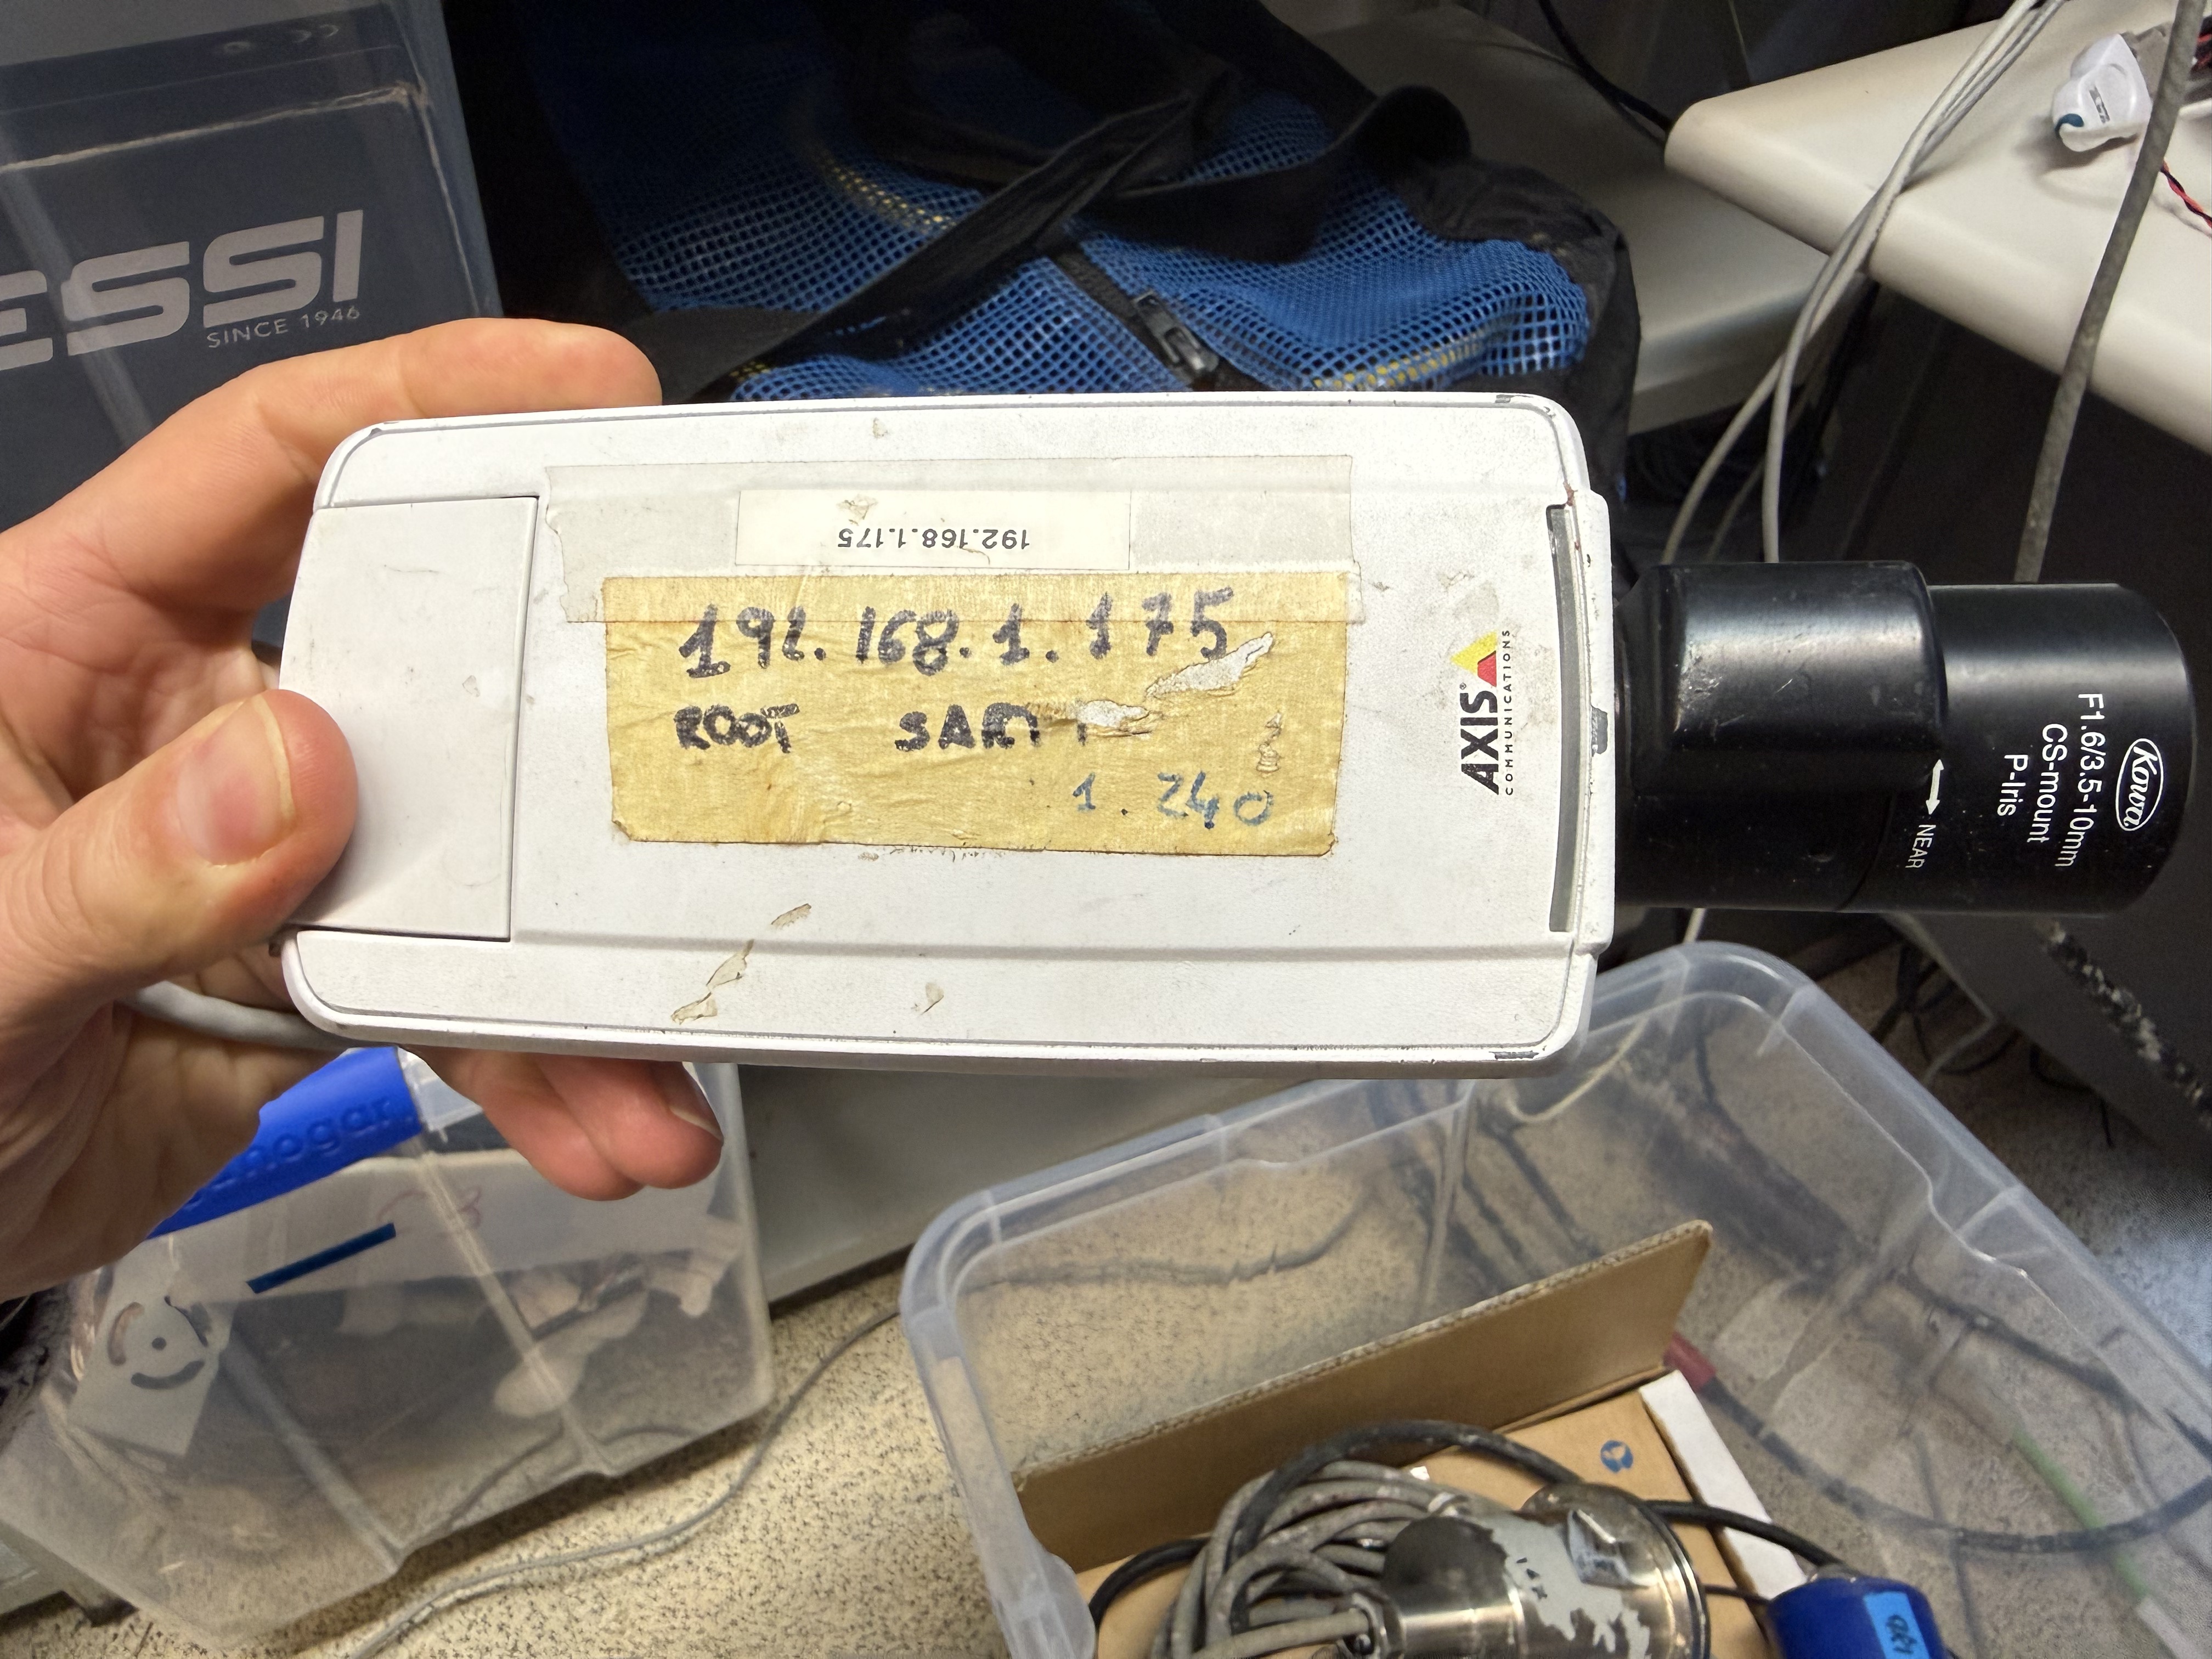 ESSI
SINCE 1946
192.168.1.175
192.168.1.175
ROOT
1.240
AXIS
COMMUNICATIONS
Kowa
F1.6/3.5-10mm
CS-mount
P-Iris
NEAR